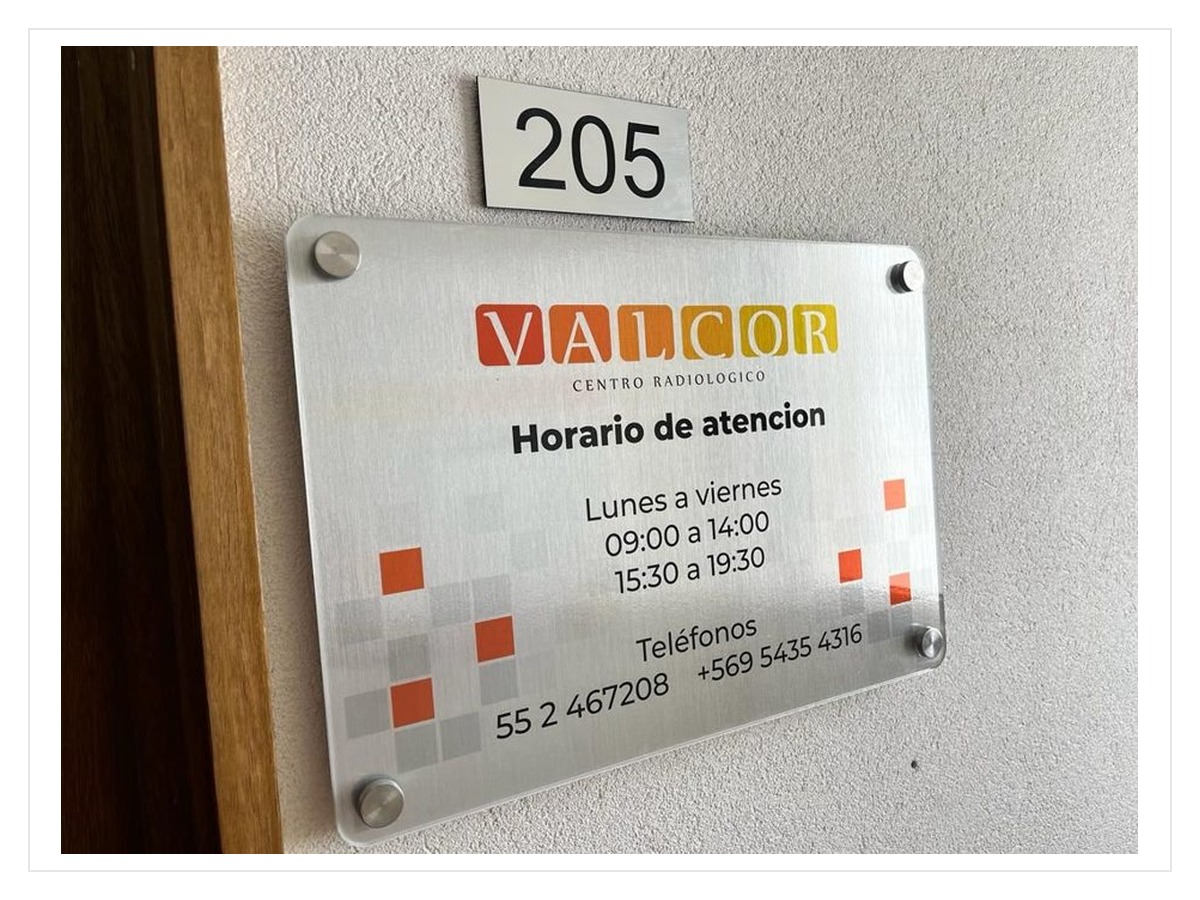 205
VALCOR
CENTRO RADIOLOGICO
Horario de atencion
Lunes a viernes
09:00 a 14:00
15:30 a 19:30
Teléfonos
55 2 467208 +569 5435 4316